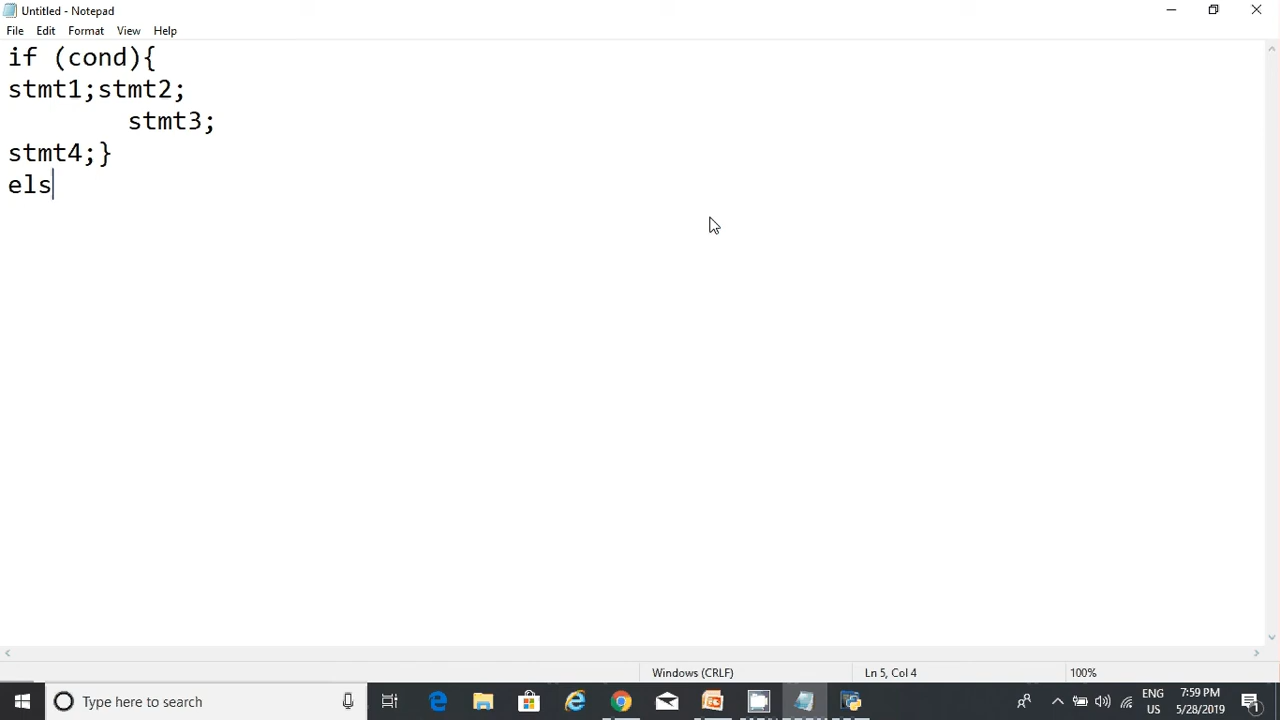 Untitled - Notepad
File Edit Format View Help
if (cond){
stmt1;stmt2;
stmt3;
stmt4;}
els
Windows (CRLF) Ln 5, Col 4 100%
Type here to search
ENG 7:59 PM
US 5/28/2019
1